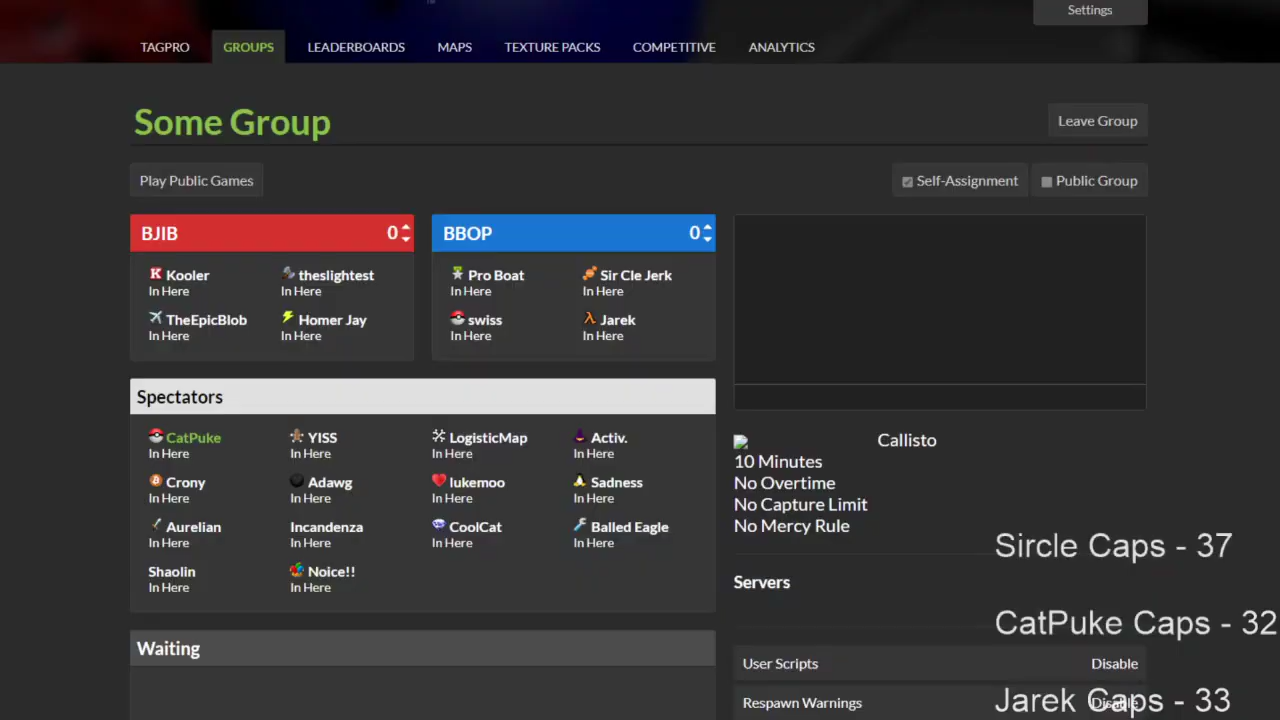 Settings
TAGPRO GROUPS LEADERBOARDS MAPS TEXTURE PACKS COMPETITIVE ANALYTICS
Some Group
Leave Group
Play Public Games
Self-Assignment
Public Group
BJIB 0
Kooler
In Here
theslightest
In Here
TheEpicBlob
In Here
Homer Jay
In Here
BBOP 0
Pro Boat
In Here
Sir Cle Jerk
In Here
swiss
In Here
Jarek
In Here
Spectators
CatPuke
In Here
YISS
In Here
LogisticMap
In Here
Activ.
In Here
Crony
In Here
Adawg
In Here
lukemoo
In Here
Sadness
In Here
Aurelian
In Here
Incandenza
In Here
CoolCat
In Here
Balled Eagle
In Here
Shaolin
In Here
Noice!!
In Here
Waiting
Callisto
10 Minutes
No Overtime
No Capture Limit
No Mercy Rule
Servers
User Scripts Disable
Respawn Warnings Disable
Sircle Caps - 37
CatPuke Caps - 32
Jarek Caps - 33